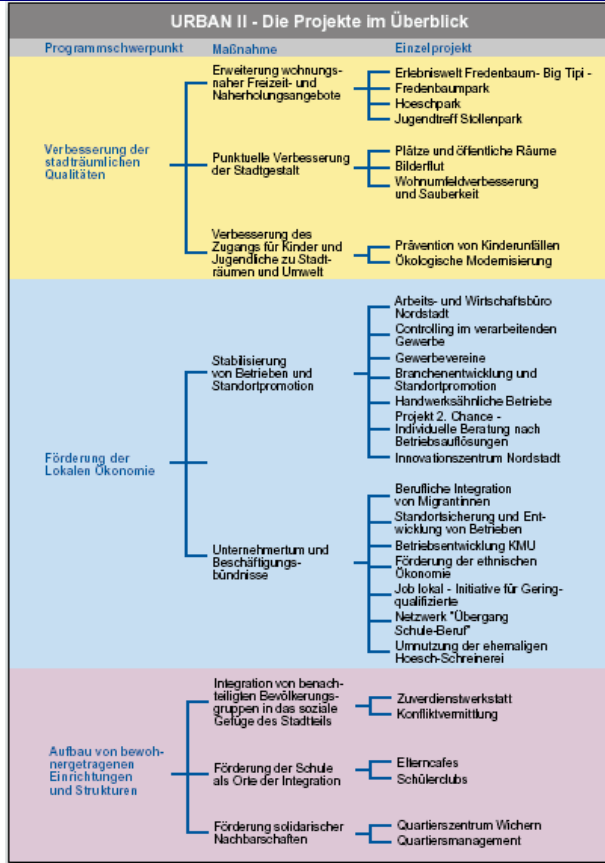 URBAN II - Die Projekte im Überblick
Programmschwerpunkt
Maßnahme
Einzelprojekt
Verbesserung der
stadträumlichen
Qualitäten
Erweiterung wohnungs-
naher Freizeit- und
Naherholungsangebote
Erlebniswelt Fredenbaum- Big Tipi -
Fredenbaumpark
Hoeschpark
Jugendtreff Stollenpark
Punktuelle Verbesserung
der Stadtgestalt
Plätze und öffentliche Räume
Bilderflut
Wohnumfeldverbesserung
und Sauberkeit
Verbesserung des
Zugangs für Kinder und
Jugendliche zu Stadt-
räumen und Umwelt
Prävention von Kinderunfällen
Ökologische Modernisierung
Förderung der
Lokalen Ökonomie
Stabilisierung
von Betrieben und
Standortpromotion
Arbeits- und Wirtschaftsbüro
Nordstadt
Controlling im verarbeitenden
Gewerbe
Gewerbevereine
Branchenentwicklung und
Standortpromotion
Handwerksähnliche Betriebe
Projekt 2. Chance -
Individuelle Beratung nach
Betriebsauflösungen
Innovationszentrum Nordstadt
Unternehmertum und
Beschäftigungs-
bündnisse
Berufliche Integration
von Migrantinnen
Standortsicherung und Ent-
wicklung von Betrieben
Betriebsentwicklung KMU
Förderung der ethnischen
Ökonomie
Job lokal - Initiative für Gering-
qualifizierte
Netzwerk "Übergang
Schule-Beruf"
Umnutzung der ehemaligen
Hoesch-Schreinerei
Aufbau von bewoh-
nergetragenen
Einrichtungen
und Strukturen
Integration von benach-
teiligten Bevölkerungs-
gruppen in das soziale
Gefüge des Stadtteils
Zuverdienstwerkstatt
Konfliktvermittlung
Förderung der Schule
als Orte der Integration
Elterncafes
Schülerclubs
Förderung solidarischer
Nachbarschaften
Quartierszentrum Wichern
Quartiersmanagement